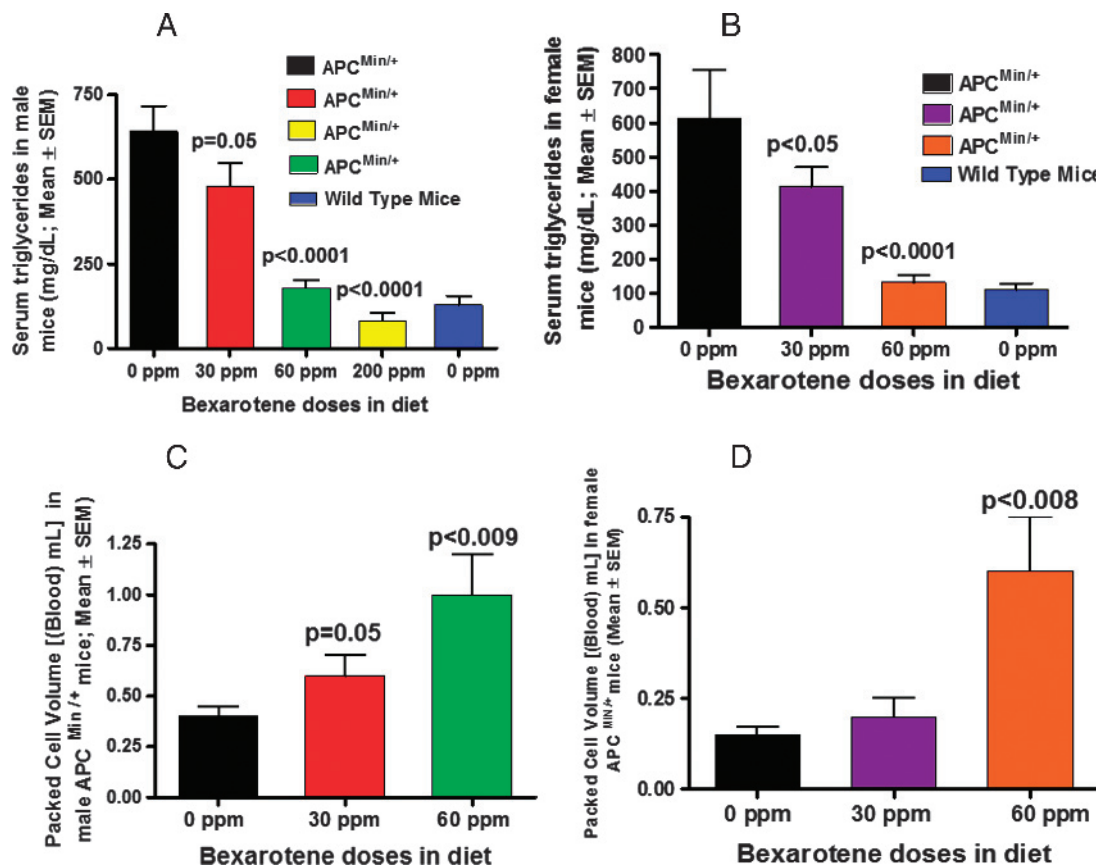 A
APC^Min/+
APC^Min/+
APC^Min/+
APC^Min/+
Wild Type Mice
Serum triglycerides in male
mice (mg/dL; Mean ± SEM)
750
500
250
0
p=0.05
p<0.0001
p<0.0001
0 ppm 30 ppm 60 ppm 200 ppm 0 ppm
Bexarotene doses in diet
B
APC^Min/+
APC^Min/+
APC^Min/+
Wild Type Mice
Serum triglycerides in female
mice (mg/dL; Mean ± SEM)
800
700
600
500
400
300
200
100
0
p<0.05
p<0.0001
0 ppm 30 ppm 60 ppm 0 ppm
Bexarotene doses in diet
C
Packed Cell Volume [(Blood) mL] in
male APC ^Min /+ mice; Mean ± SEM)
1.25
1.00
0.75
0.50
0.25
0.00
p=0.05
p<0.009
0 ppm 30 ppm 60 ppm
Bexarotene doses in diet
D
Packed Cell Volume [(Blood) mL] in female
APC ^MIN/+ mice (Mean ± SEM)
0.75
0.50
0.25
0.00
p<0.008
0 ppm 30 ppm 60 ppm
Bexarotene doses in diet